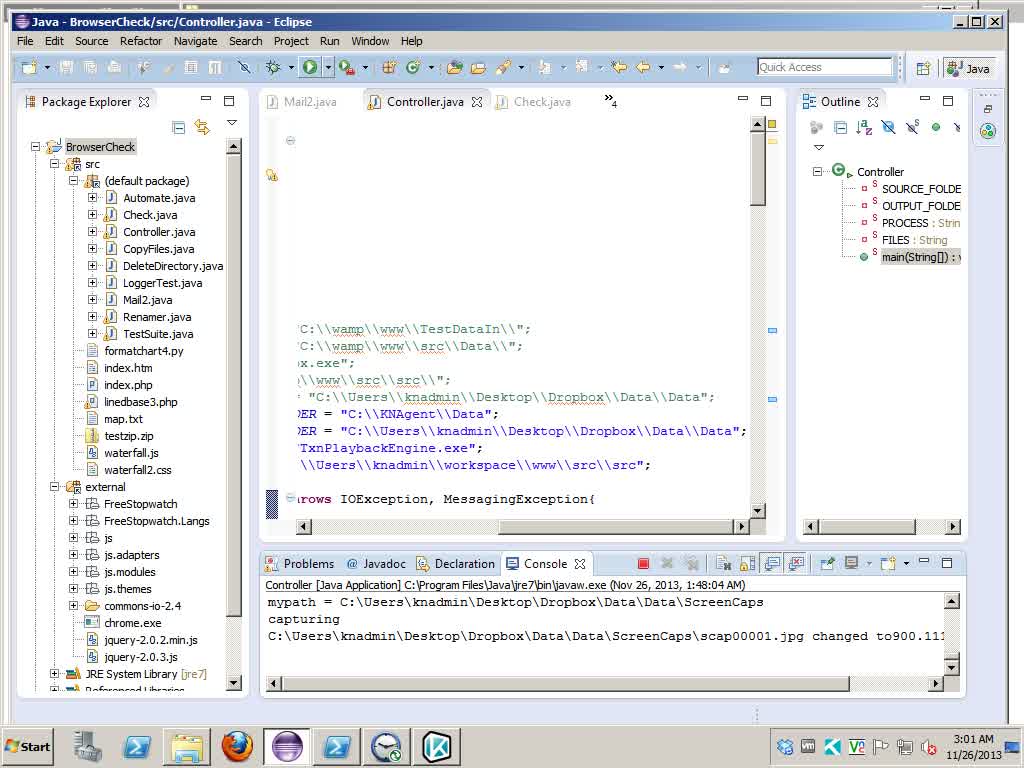 Java - BrowserCheck/src/Controller.java - Eclipse
File Edit Source Refactor Navigate Search Project Run Window Help
Quick Access
Java
Package Explorer
BrowserCheck
src
(default package)
Automate.java
Check.java
Controller.java
CopyFiles.java
DeleteDirectory.java
LoggerTest.java
Mail2.java
Renamer.java
TestSuite.java
formatchart4.py
index.htm
index.php
linedbase3.php
map.txt
testzip.zip
waterfall.js
waterfall2.css
external
FreeStopwatch
FreeStopwatch.Langs
js
js.adapters
js.modules
js.themes
commons-io-2.4
chrome.exe
jquery-2.0.2.min.js
jquery-2.0.3.js
JRE System Library [jre7]
Referenced Libraries
Mail2.java
Controller.java
Check.java
»4
'C:\\wamp\\www\\TestDataIn\\";
'C:\\wamp\\www\\src\\Data\\";
ox.exe";
\\www\\src\\src\\";
= "C:\\Users\\knadmin\\Desktop\\Dropbox\\Data\\Data";
DER = "C:\\KNAgent\\Data";
DER = "C:\\Users\\knadmin\\Desktop\\Dropbox\\Data\\Data";
TxnPlaybackEngine.exe";
\\Users\\knadmin\\workspace\\www\\src\\src";
rows IOException, MessagingException{
Outline
Controller
SOURCE_FOLDE
OUTPUT_FOLDE
PROCESS : Strin
FILES : String
main(String[]) : v
Problems
@ Javadoc
Declaration
Console
Controller [Java Application] C:\Program Files\Java\jre7\bin\javaw.exe (Nov 26, 2013, 1:48:04 AM)
mypath = C:\Users\knadmin\Desktop\Dropbox\Data\Data\ScreenCaps
capturing
C:\Users\knadmin\Desktop\Dropbox\Data\Data\ScreenCaps\scap00001.jpg changed to900.111
Start
3:01 AM
11/26/2013